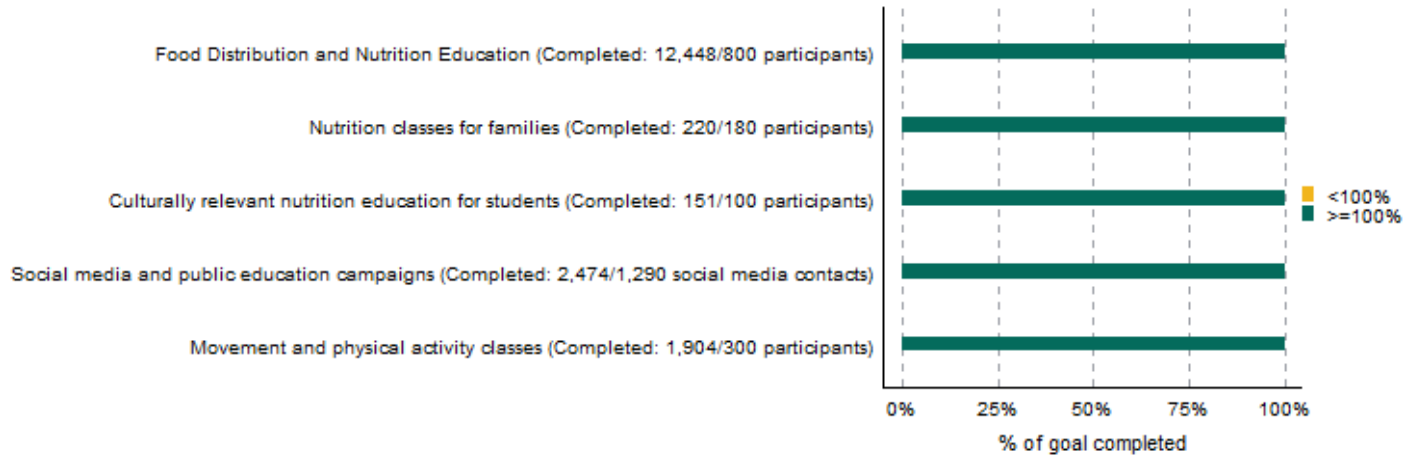 Food Distribution and Nutrition Education (Completed: 12,448/800 participants)
Nutrition classes for families (Completed: 220/180 participants)
Culturally relevant nutrition education for students (Completed: 151/100 participants)
Social media and public education campaigns (Completed: 2,474/1,290 social media contacts)
Movement and physical activity classes (Completed: 1,904/300 participants)
<100%
>=100%
0% 25% 50% 75% 100%
% of goal completed